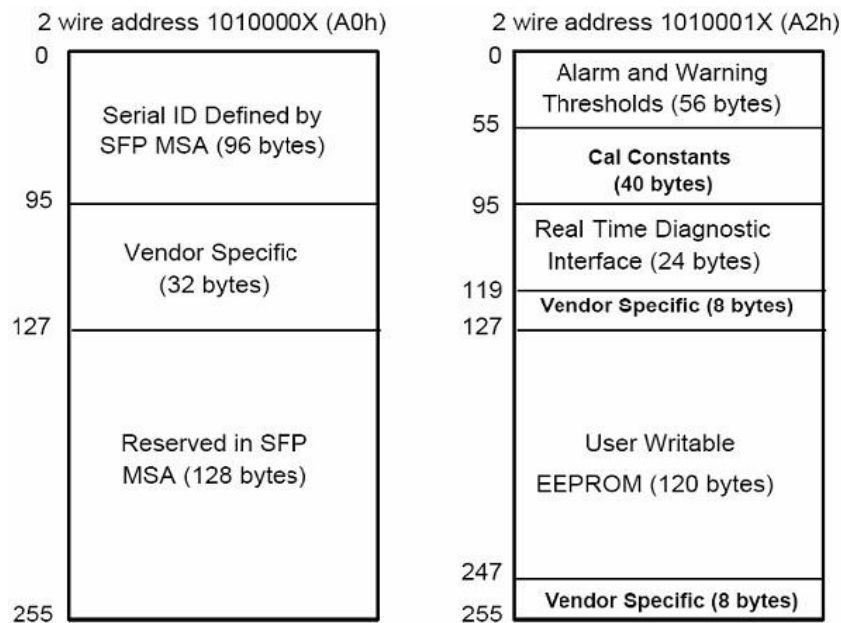 2 wire address 1010000X (A0h)
0
Serial ID Defined by
SFP MSA (96 bytes)
95
Vendor Specific
(32 bytes)
127
Reserved in SFP
MSA (128 bytes)
255
2 wire address 1010001X (A2h)
0
Alarm and Warning
Thresholds (56 bytes)
55
Cal Constants
(40 bytes)
95
Real Time Diagnostic
Interface (24 bytes)
119
Vendor Specific (8 bytes)
127
User Writable
EEPROM (120 bytes)
247
Vendor Specific (8 bytes)
255